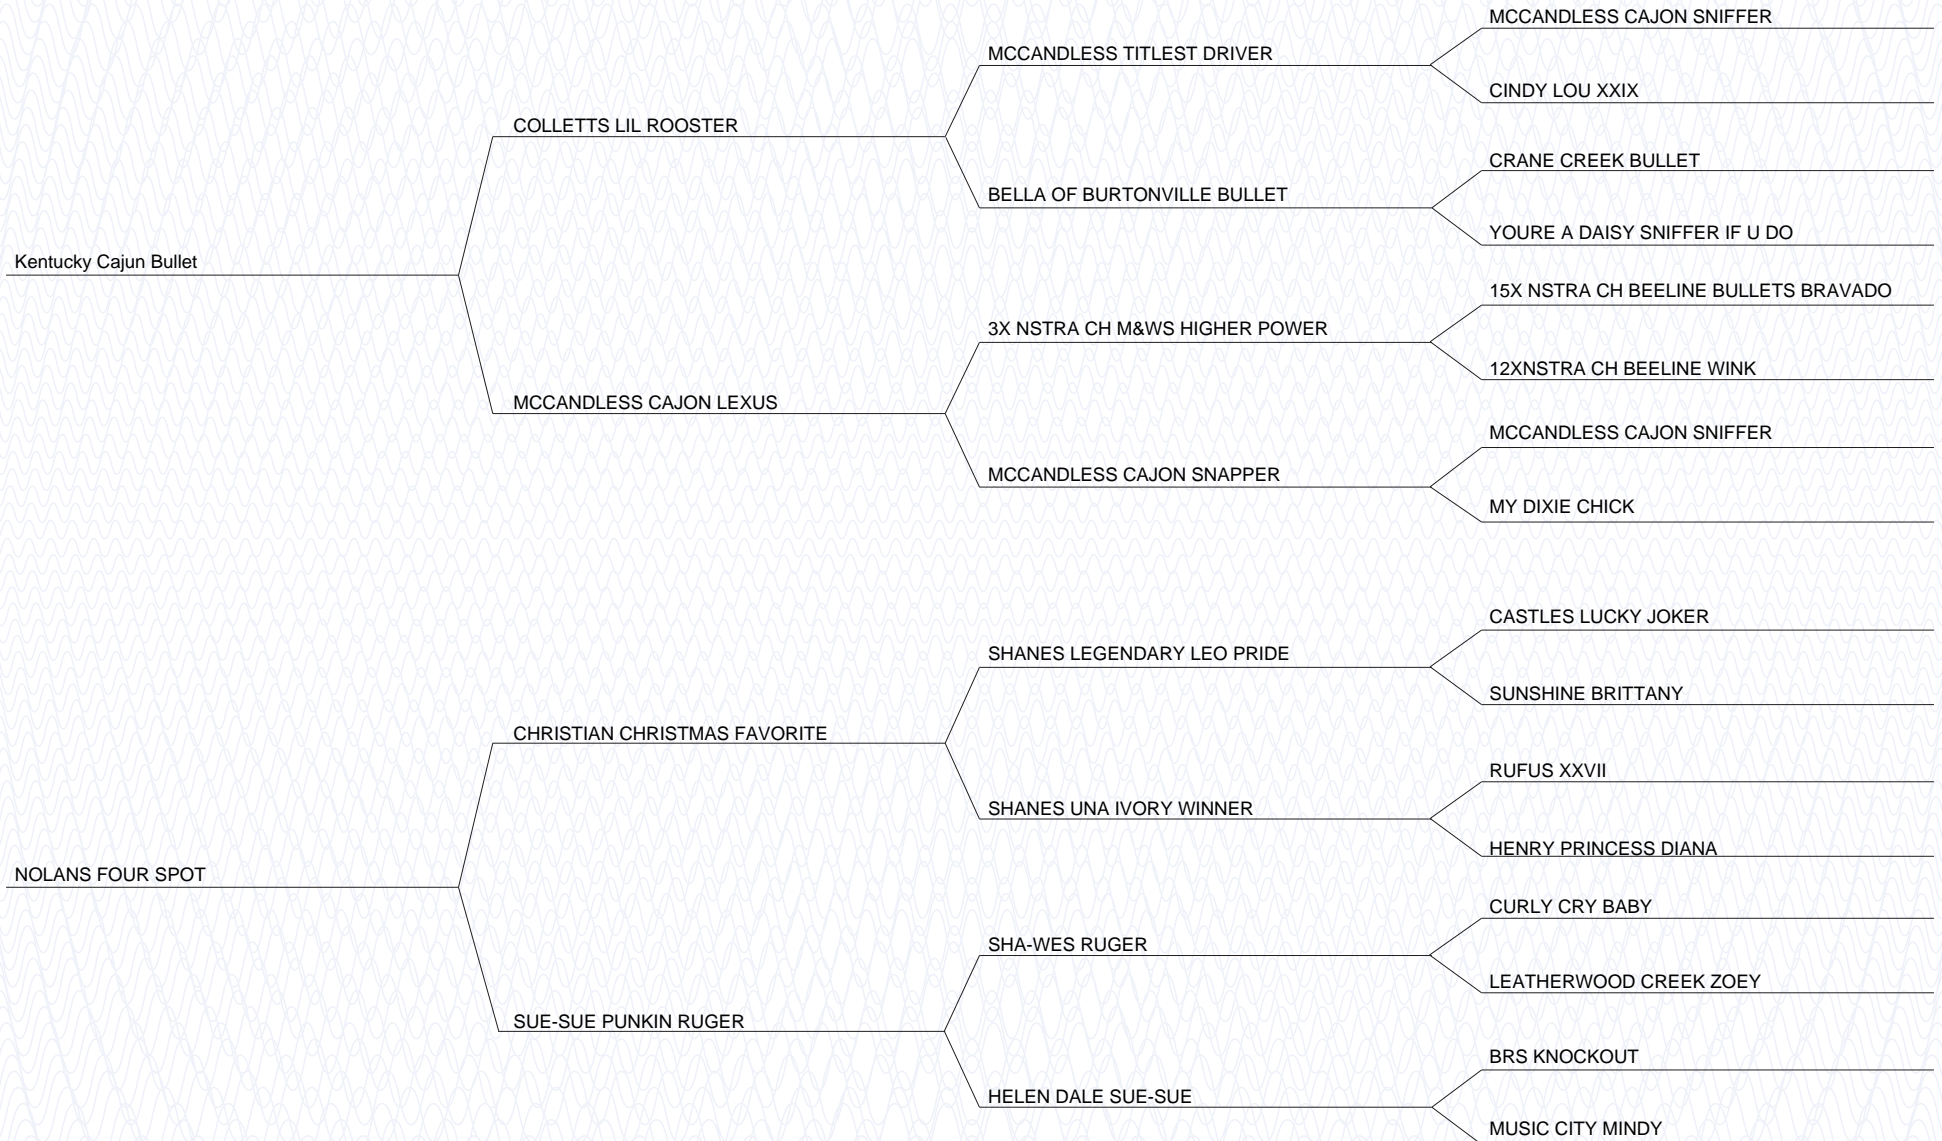 MCCANDLESS CAJON SNIFFER
MCCANDLESS TITLEST DRIVER
CINDY LOU XXIX
COLLETTS LIL ROOSTER
CRANE CREEK BULLET
BELLA OF BURTONVILLE BULLET
YOURE A DAISY SNIFFER IF U DO
Kentucky Cajun Bullet
15X NSTRA CH BEELINE BULLETS BRAVADO
3X NSTRA CH M&WS HIGHER POWER
12XNSTRA CH BEELINE WINK
MCCANDLESS CAJON LEXUS
MCCANDLESS CAJON SNIFFER
MCCANDLESS CAJON SNAPPER
MY DIXIE CHICK
CASTLES LUCKY JOKER
SHANES LEGENDARY LEO PRIDE
SUNSHINE BRITTANY
CHRISTIAN CHRISTMAS FAVORITE
RUFUS XXVII
SHANES UNA IVORY WINNER
HENRY PRINCESS DIANA
NOLANS FOUR SPOT
CURLY CRY BABY
SHA-WES RUGER
LEATHERWOOD CREEK ZOEY
SUE-SUE PUNKIN RUGER
BRS KNOCKOUT
HELEN DALE SUE-SUE
MUSIC CITY MINDY